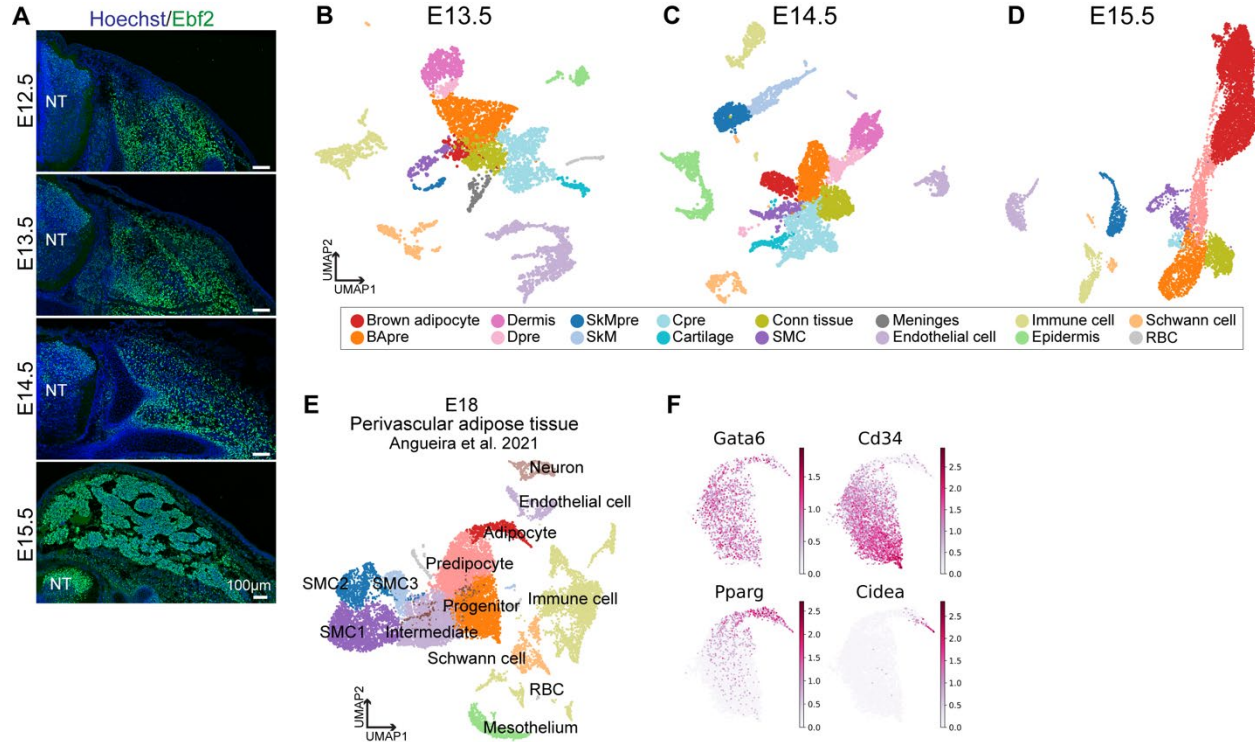 A
Hoechst/Ebf2
E12.5
NT
E13.5
NT
E14.5
NT
E15.5
NT
100µm
B
E13.5
UMAP2
UMAP1
C
E14.5
D
E15.5
Brown adipocyte
Dermis
SkMpre
Cpre
Conn tissue
Meninges
Immune cell
Schwann cell
BApre
Dpre
SkM
Cartilage
SMC
Endothelial cell
Epidermis
RBC
E
E18
Perivascular adipose tissue
Angueira et al. 2021
Neuron
Endothelial cell
Adipocyte
Predipocyte
SMC2
SMC3
Progenitor
Immune cell
SMC1
Intermediate
Schwann cell
RBC
Mesothelium
UMAP2
UMAP1
F
Gata6
1.5
1.0
0.5
0.0
Cd34
2.5
2.0
1.5
1.0
0.5
0.0
Pparg
2.5
2.0
1.5
1.0
0.5
0.0
Cidea
2.5
2.0
1.5
1.0
0.5
0.0